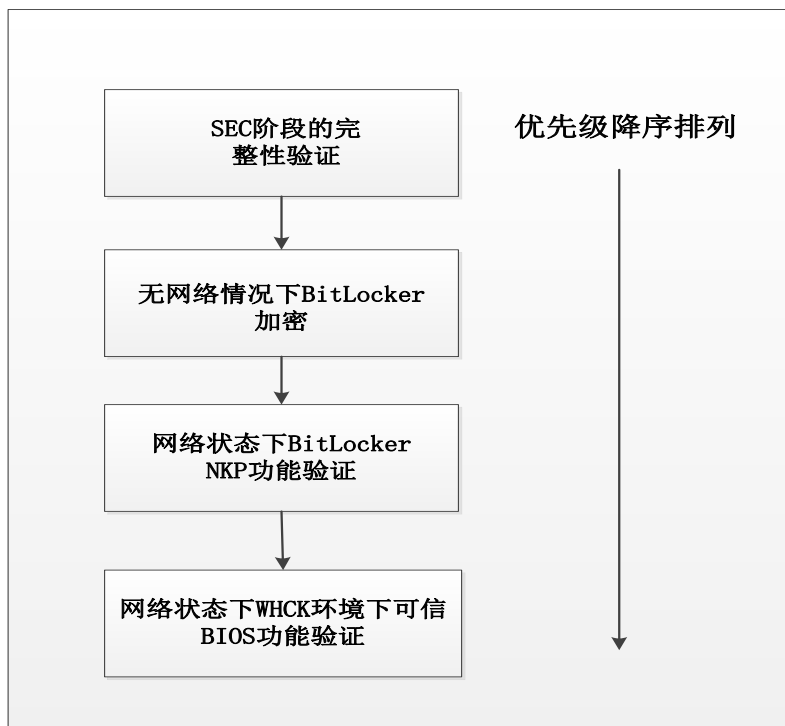 SEC阶段的完
整性验证
优先级降序排列
无网络情况下BitLocker
加密
网络状态下BitLocker
NKP功能验证
网络状态下WHCK环境下可信
BIOS功能验证